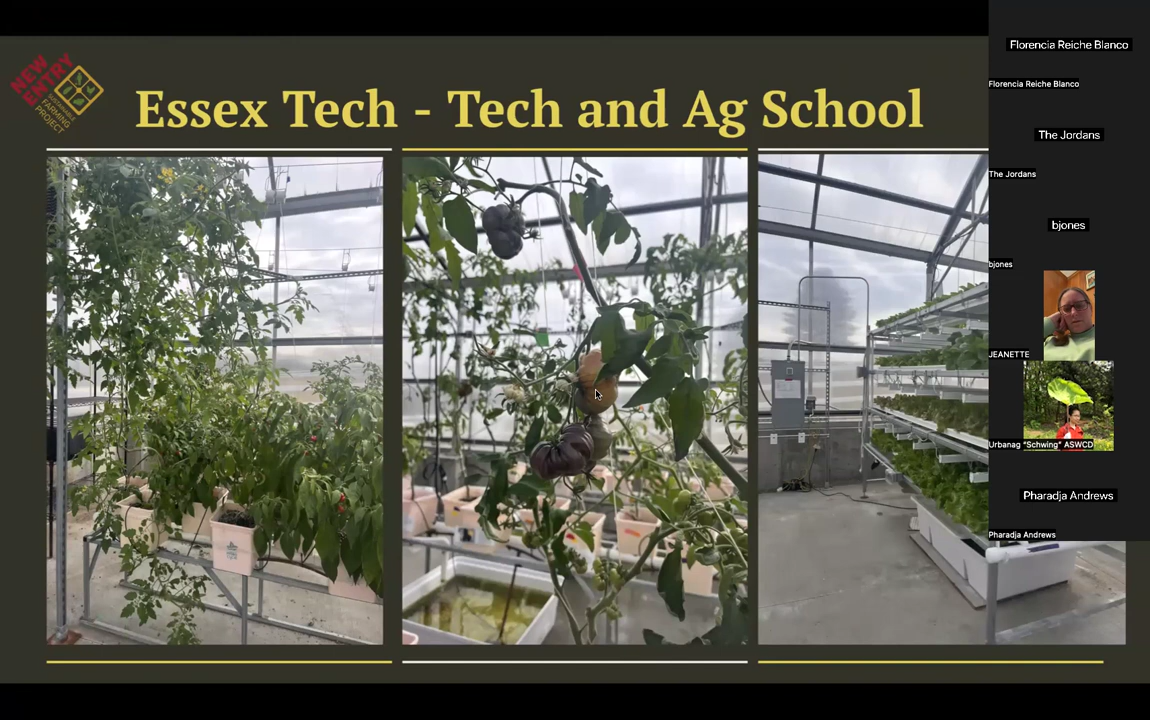 NEW
ENTRY
SUSTAINABLE
FARMING
PROJECT
Essex Tech - Tech and Ag School
Florencia Reiche Blanco
Florencia Reiche Blanco
The Jordans
The Jordans
bjones
bjones
JEANETTE
Urbanag "Schwing" ASWCD
Pharadja Andrews
Pharadja Andrews